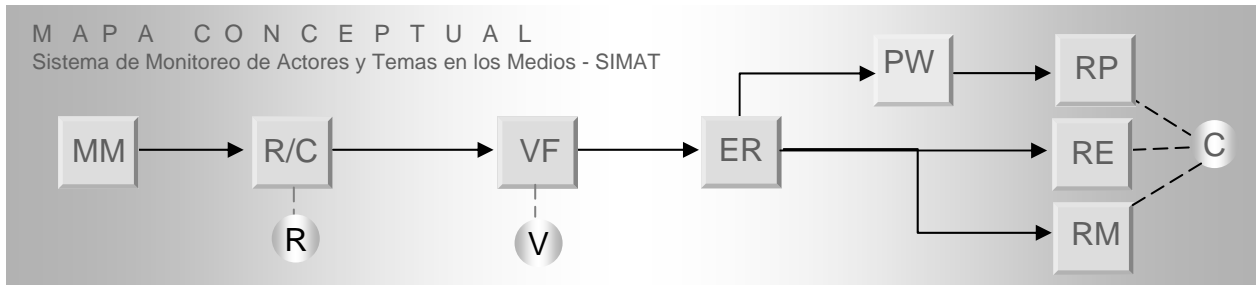 M A P A C O N C E P T U A L
Sistema de Monitoreo de Actores y Temas en los Medios - SIMAT
PW
RP
MM
R/C
VF
ER
RE
C
R
V
RM